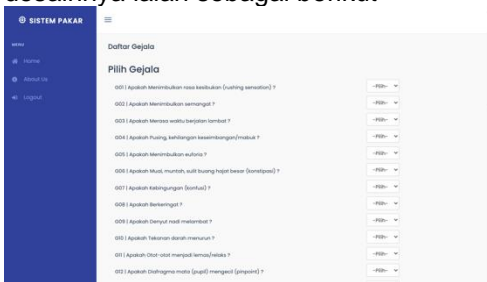 desainnya ialah sebagai berikut
SISTEM PAKAR
MENU
Home
About Us
Logout
Daftar Gejala
Pilih Gejala
G01 | Apakah Menimbulkan rasa kesibukan (rushing sensation) ? --Pilih--
G02 | Apakah Menimbulkan semangat ? --Pilih--
G03 | Apakah Merasa waktu berjalan lambat ? --Pilih--
G04 | Apakah Pusing, kehilangan keseimbangan/mabuk ? --Pilih--
G05 | Apakah Menimbulkan euforia ? --Pilih--
G06 | Apakah Mual, muntah, sulit buang hajat besar (konstipasi) ? --Pilih--
G07 | Apakah Kebingungan (konfusi) ? --Pilih--
G08 | Apakah Berkeringat ? --Pilih--
G09 | Apakah Denyut nadi melambat ? --Pilih--
G10 | Apakah Tekanan darah menurun ? --Pilih--
G11 | Apakah Otot-otot menjadi lemas/relaks ? --Pilih--
G12 | Apakah Diafragma mata (pupil) mengecil (pinpoint) ? --Pilih--